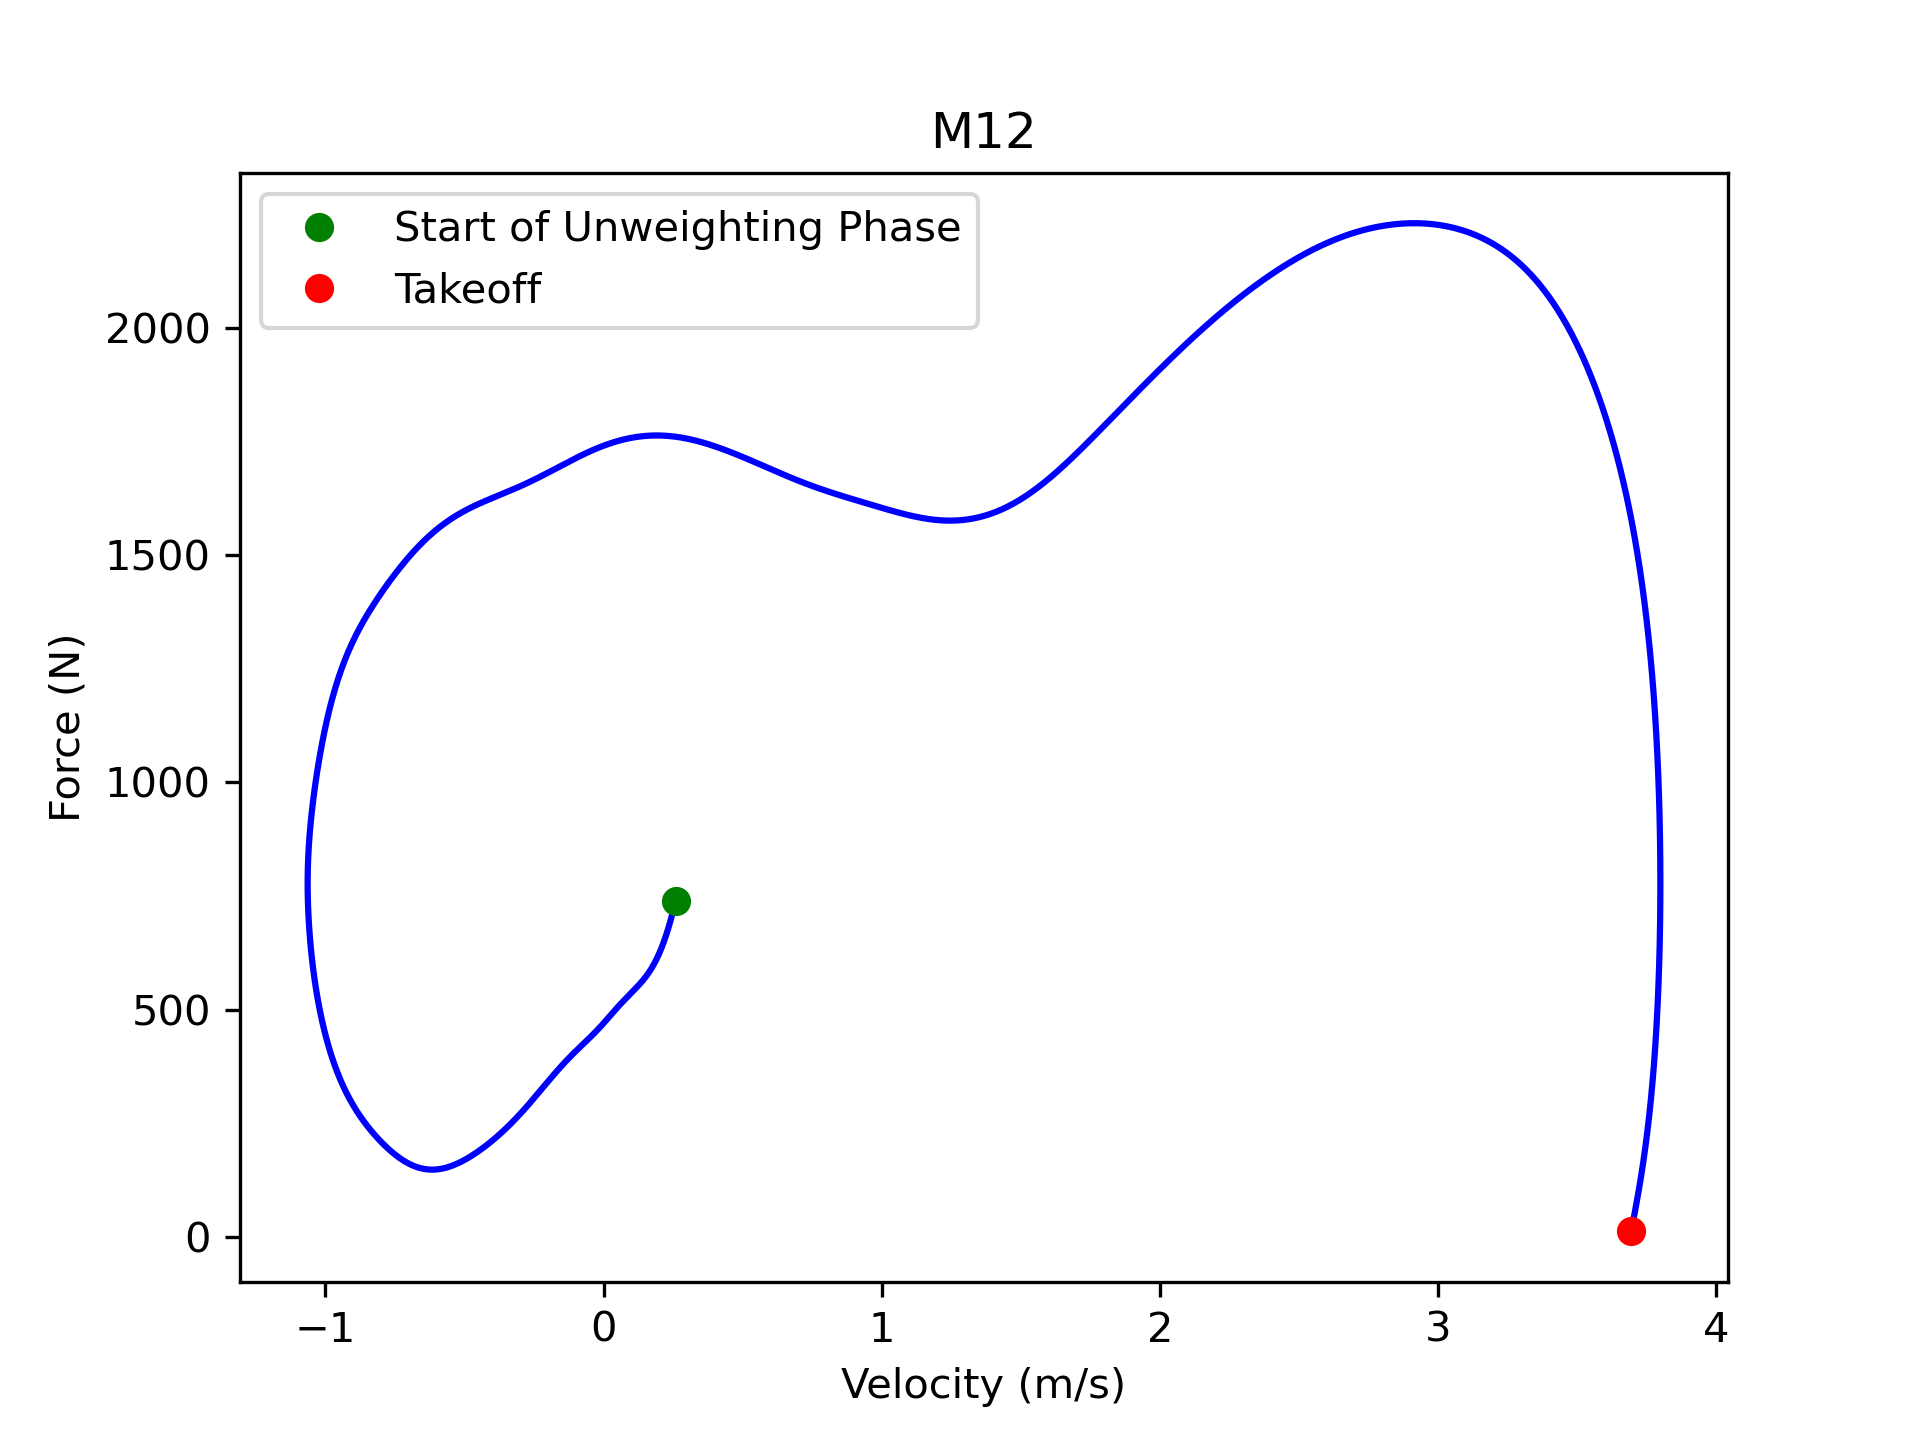 M12
Start of Unweighting Phase
Takeoff
2000
1500
1000
500
0
Force (N)
−1 0 1 2 3 4
Velocity (m/s)